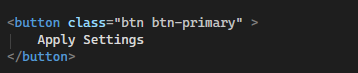 <button class="btn btn-primary" >
    Apply Settings
</button>